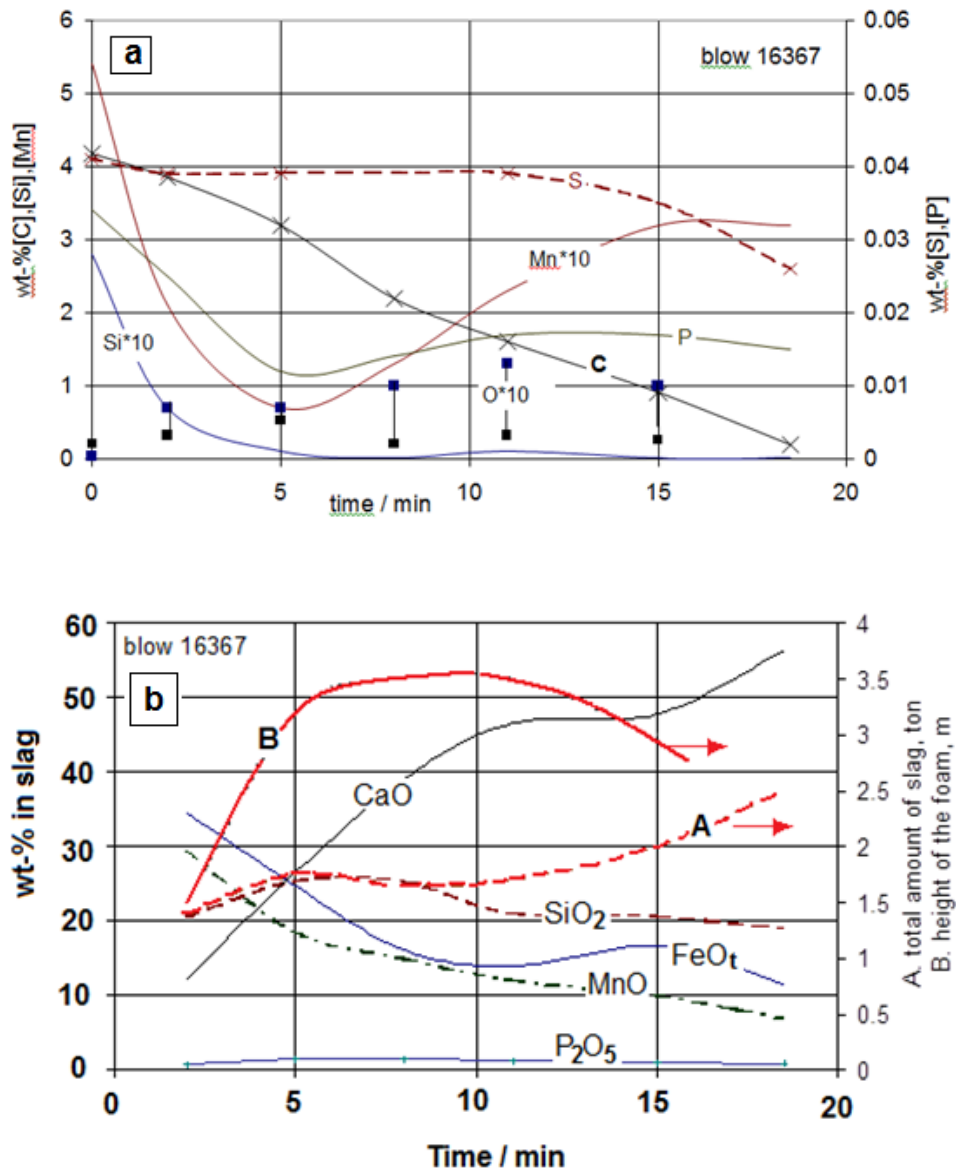 a
blow 16367
6
5
4
3
2
1
0
0.06
0.05
0.04
0.03
0.02
0.01
0
wt-%[C],[Si],[Mn]
wt-%[S],[P]
S
Mn*10
Si*10
P
C
O*10
0 5 10 15 20
time / min
60
50
40
30
20
10
0
4
3.5
3
2.5
2
1.5
1
0.5
0
blow 16367
b
wt-% in slag
A. total amount of slag, ton
B. height of the foam, m
B
CaO
A
SiO2
FeOt
MnO
P2O5
0 5 10 15 20
Time / min